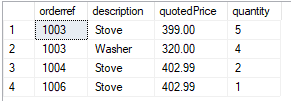 orderref description quotedPrice quantity
1 1003 Stove 399.00 5
2 1003 Washer 320.00 4
3 1004 Stove 402.99 2
4 1006 Stove 402.99 1